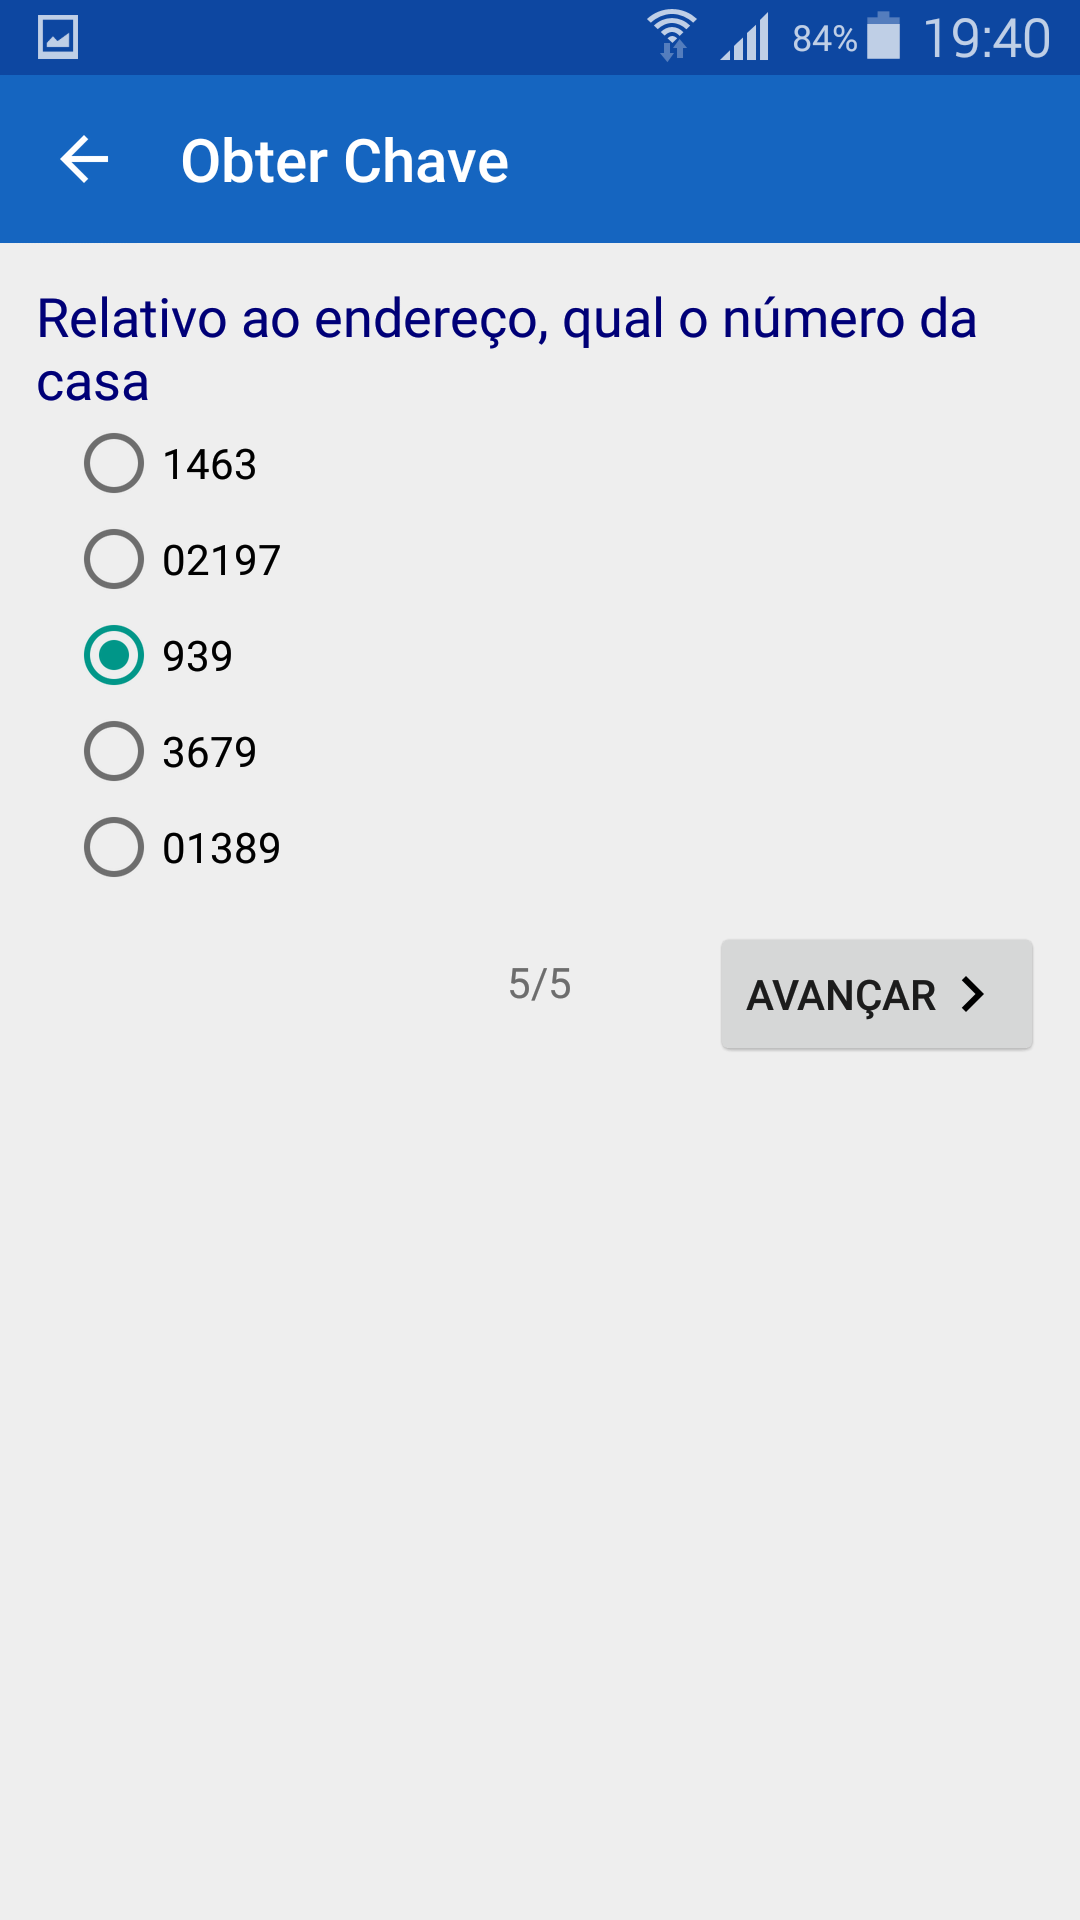 84% 19:40
Obter Chave
Relativo ao endereço, qual o número da
casa
1463
02197
939
3679
01389
5/5
AVANÇAR